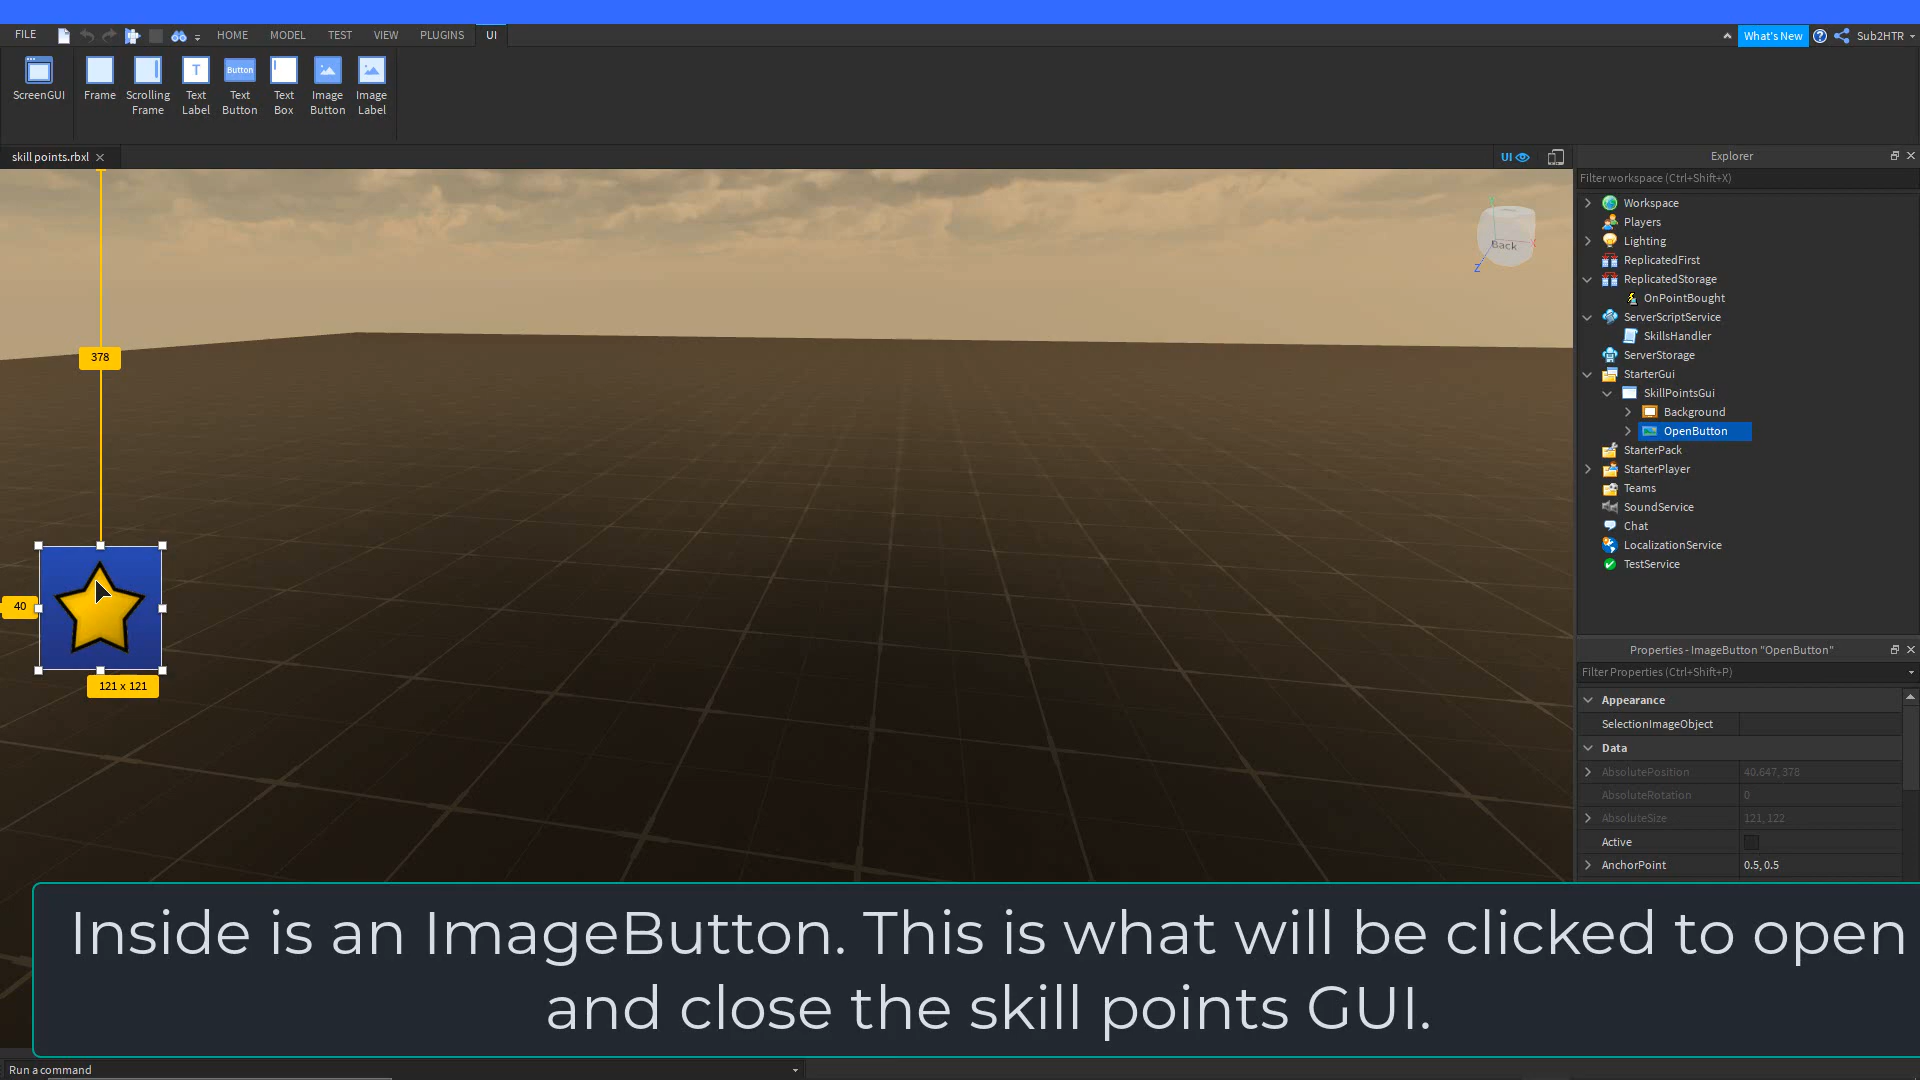 FILE
HOME
MODEL
TEST
VIEW
PLUGINS
UI
What's New
Sub2HTR
ScreenGUI
Frame
Scrolling
Frame
T
Text
Label
Button
Text
Button
Text
Box
Image
Button
Image
Label
skill points.rbxl
UI
Explorer
Filter workspace (Ctrl+Shift+X)
Workspace
Players
Lighting
ReplicatedFirst
ReplicatedStorage
OnPointBought
ServerScriptService
SkillsHandler
ServerStorage
StarterGui
SkillPointsGui
Background
OpenButton
StarterPack
StarterPlayer
Teams
SoundService
Chat
LocalizationService
TestService
Back
X
Z
378
40
121 x 121
Properties - ImageButton "OpenButton"
Filter Properties (Ctrl+Shift+P)
Appearance
SelectionImageObject
Data
AbsolutePosition 40.647, 378
AbsoluteRotation 0
AbsoluteSize 121, 122
Active
AnchorPoint 0.5, 0.5
Inside is an ImageButton. This is what will be clicked to open
and close the skill points GUI.
Run a command